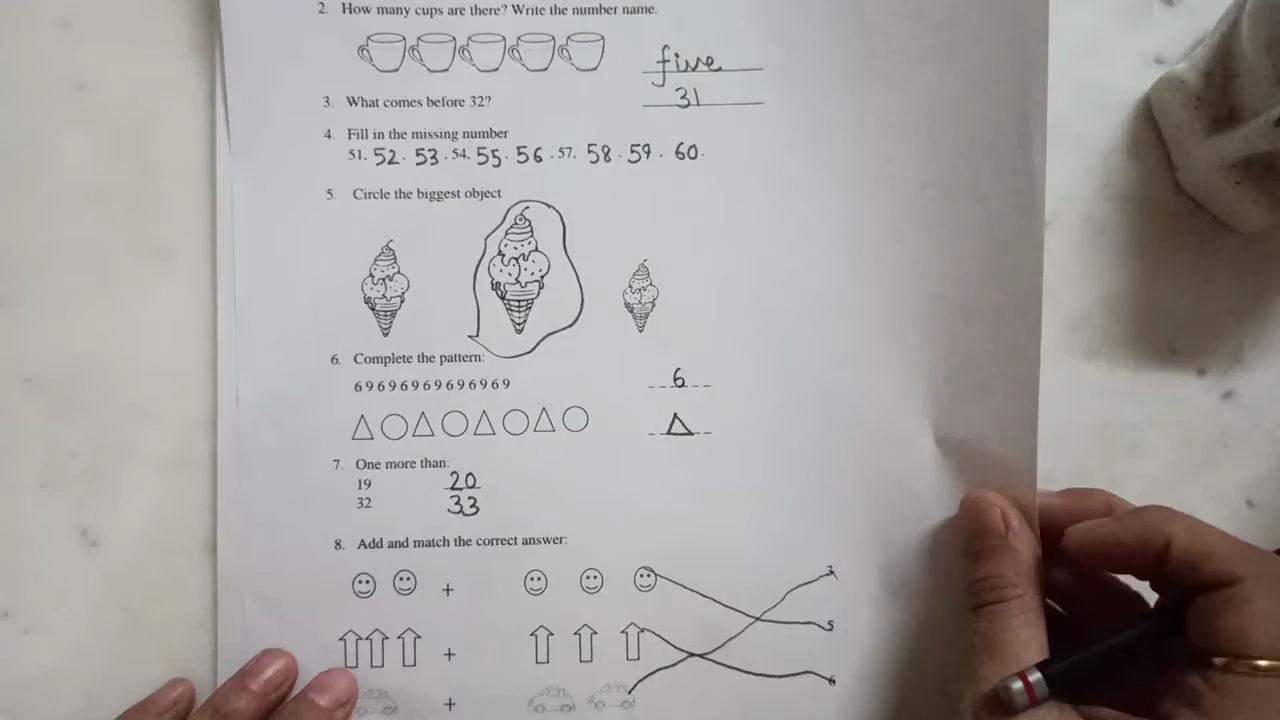 2. How many cups are there? Write the number name.
five
3. What comes before 32?
31
4. Fill in the missing number
51. 52. 53. 54. 55. 56. 57. 58. 59. 60.
5. Circle the biggest object
6. Complete the pattern:
69696969696969
6
7. One more than:
19 20
32 33
8. Add and match the correct answer:
+ 3
+ 5
+ 6